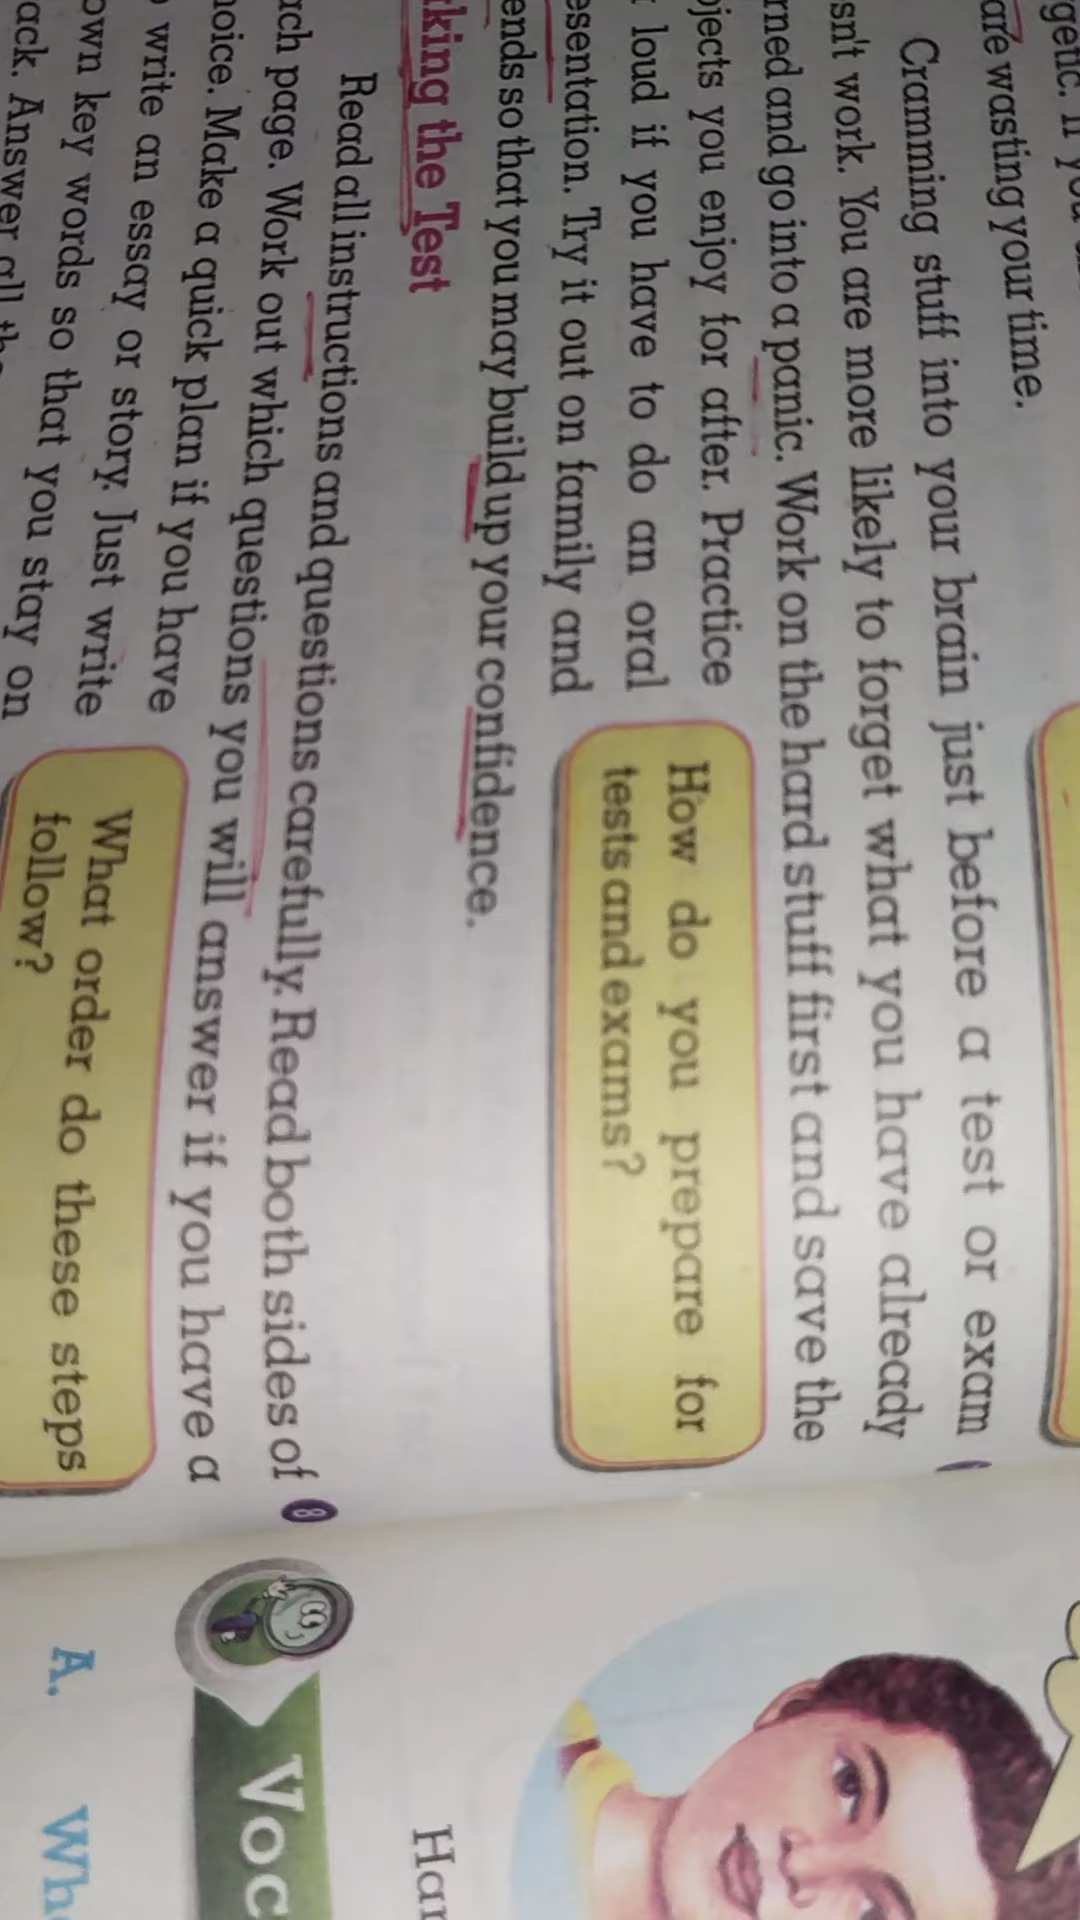 are wasting your time.
Cramming stuff into your brain just before a test or exam
sn't work. You are more likely to forget what you have already
rned and go into a panic. Work on the hard stuff first and save the
bjects you enjoy for after. Practice
loud if you have to do an oral
esentation. Try it out on family and
ends so that you may build up your confidence.
How do you prepare for
tests and exams?
king the Test
Read all instructions and questions carefully. Read both sides of
ach page. Work out which questions you will answer if you have a
hoice. Make a quick plan if you have
write an essay or story. Just write
own key words so that you stay on
ack. Answer all
What order do these steps
follow?
8
Har
Voc
A. Wh